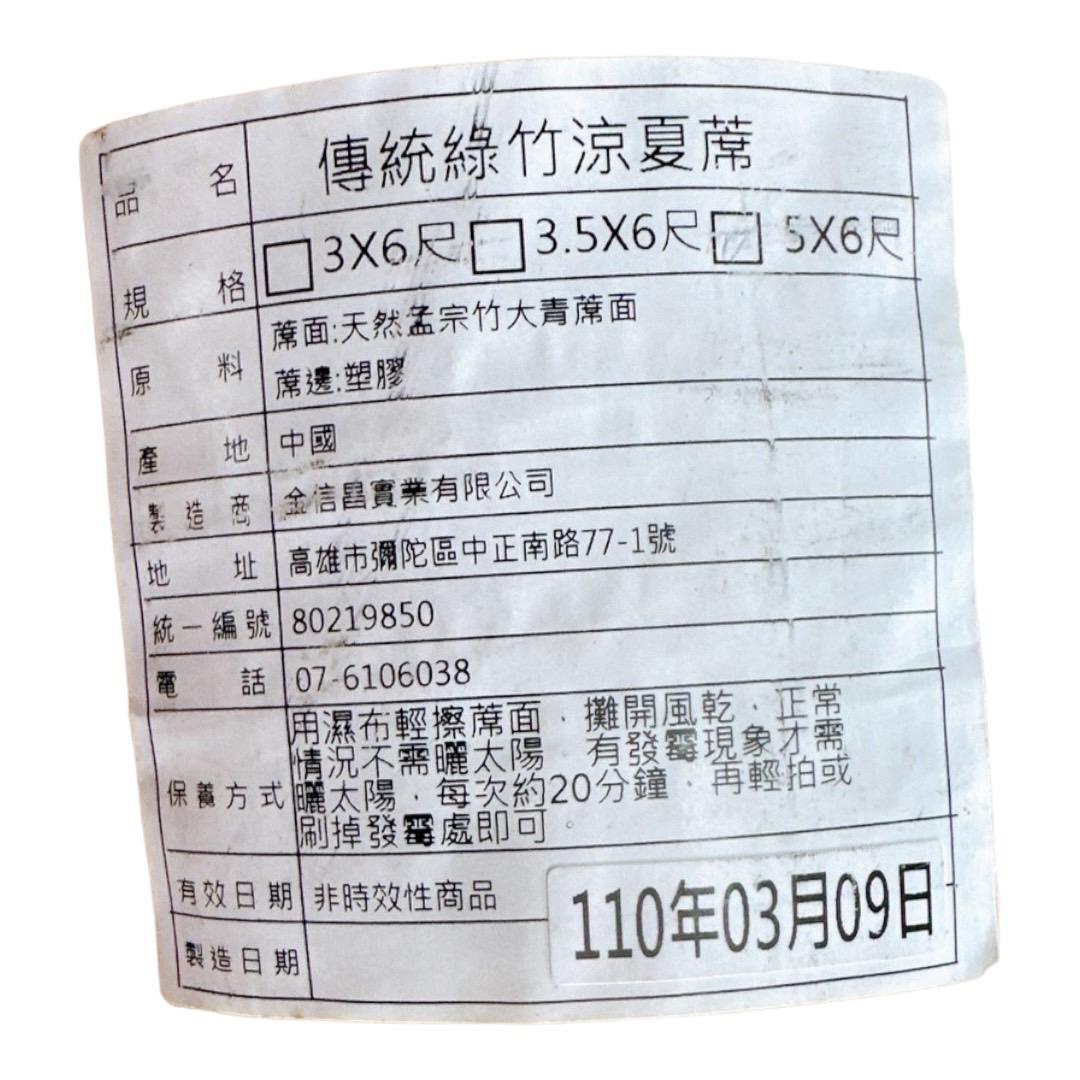 品名 傳統綠竹涼夏蓆
規格 □3X6尺□3.5X6尺□ 5X6尺
原料 蓆面:天然孟宗竹大青蓆面
蓆邊:塑膠
產地 中國
製造商 金信昌實業有限公司
地址 高雄市彌陀區中正南路77-1號
統一編號 80219850
電話 07-6106038
保養方式 用濕布輕擦蓆面，攤開風乾，正常
情況不需曬太陽，有發霉現象才需
曬太陽，每次約20分鐘，再輕拍或
刷掉發霉處即可。
有效日期 非時效性商品
製造日期 110年03月09日